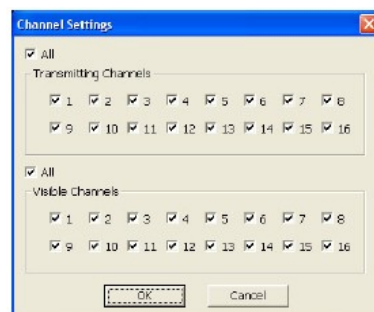 Channel Settings
All
Transmitting Channels
1 2 3 4 5 6 7 8
9 10 11 12 13 14 15 16
All
Visible Channels
1 2 3 4 5 6 7 8
9 10 11 12 13 14 15 16
OK Cancel